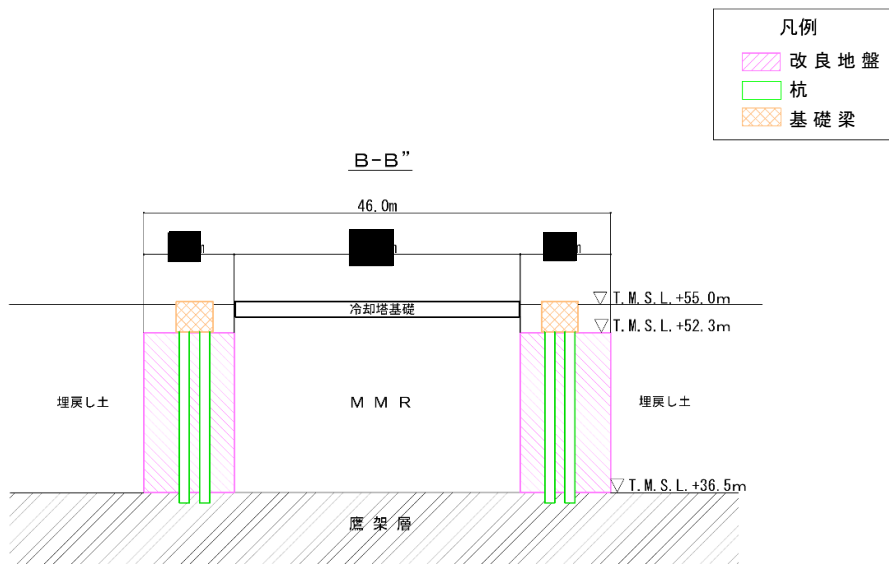 凡例
改良地盤
杭
基礎梁
B-B”
46.0m
T.M.S.L.+55.0m
冷却塔基礎
T.M.S.L.+52.3m
埋戻し土
MMR
埋戻し土
T.M.S.L.+36.5m
鷹架層